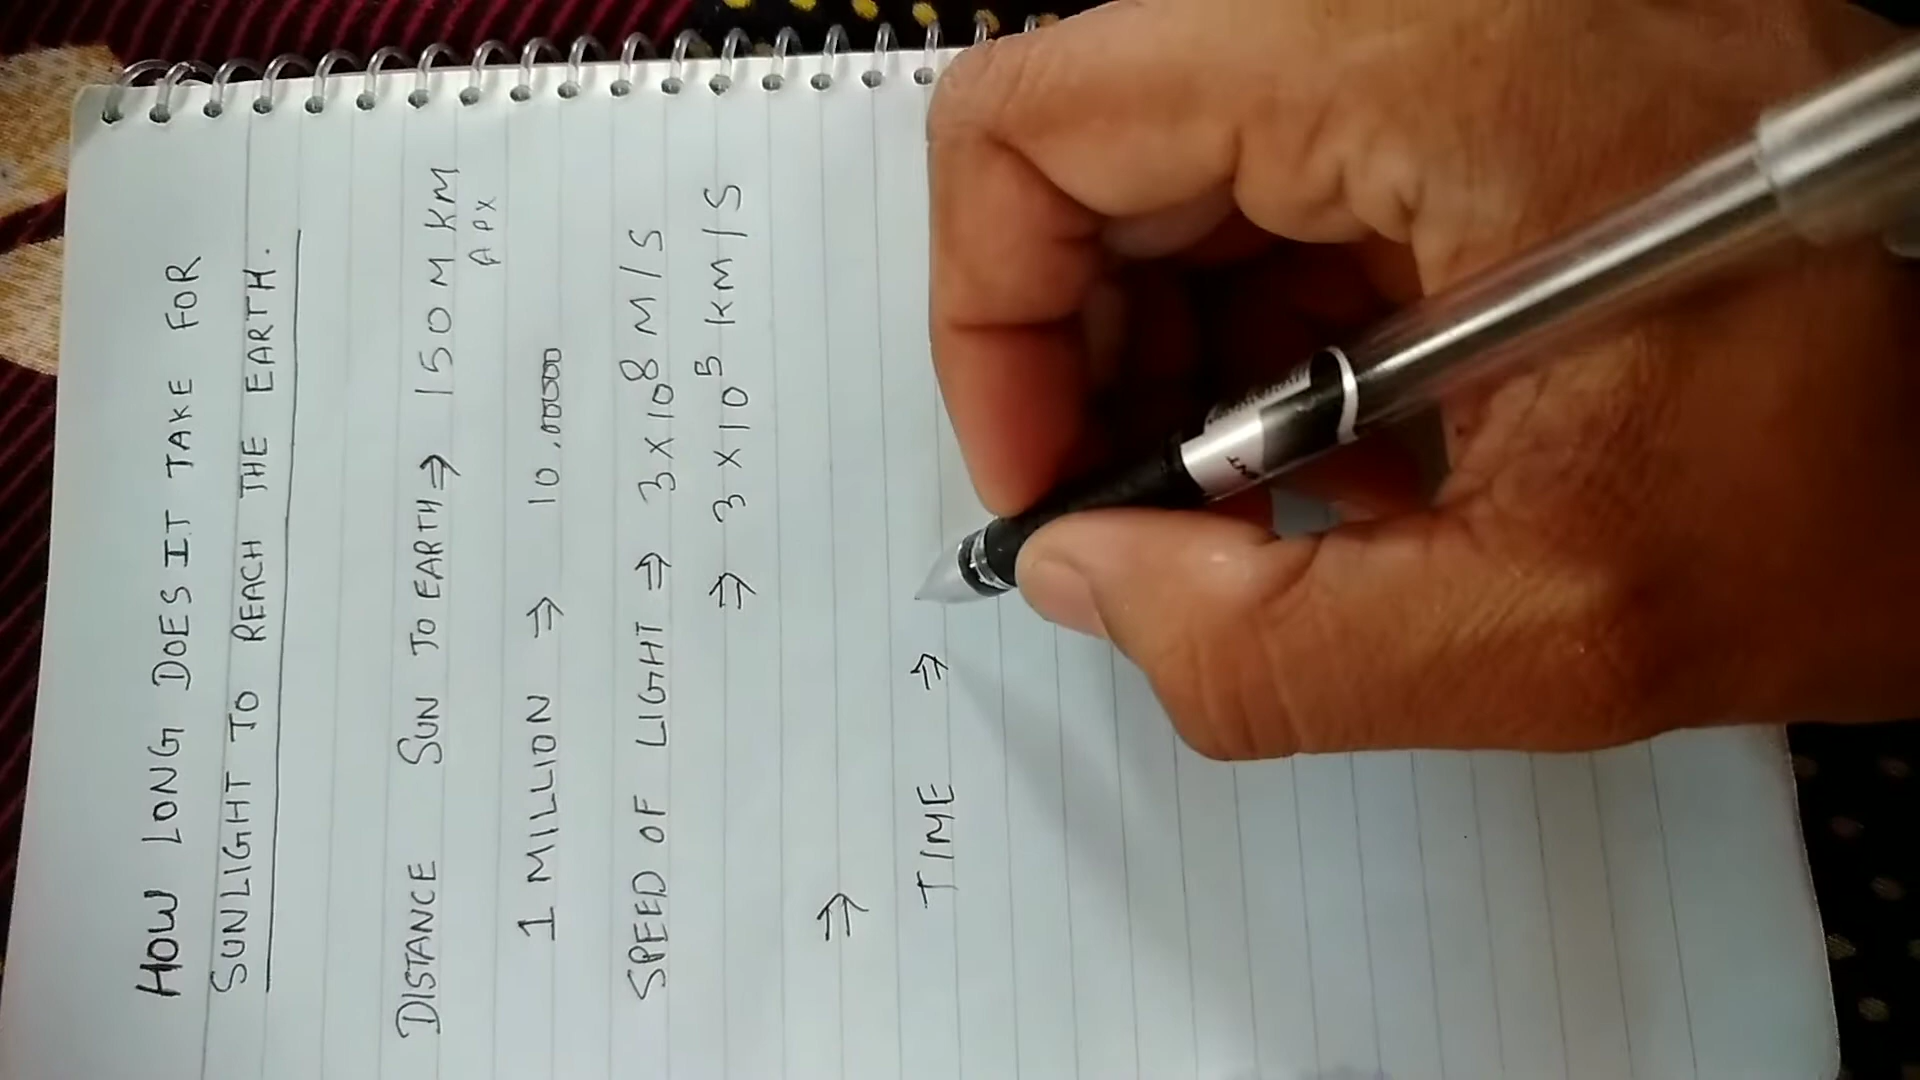 HOW LONG DOES IT TAKE FOR
SUNLIGHT TO REACH THE EARTH.
DISTANCE SUN TO EARTH ⇒ 150 M KM
APX
1 MILLION ⇒ 10,00000
SPEED OF LIGHT ⇒ 3 X 10⁸ M/S
⇒ 3 X 10⁵ KM/S
⇒
TIME ⇒